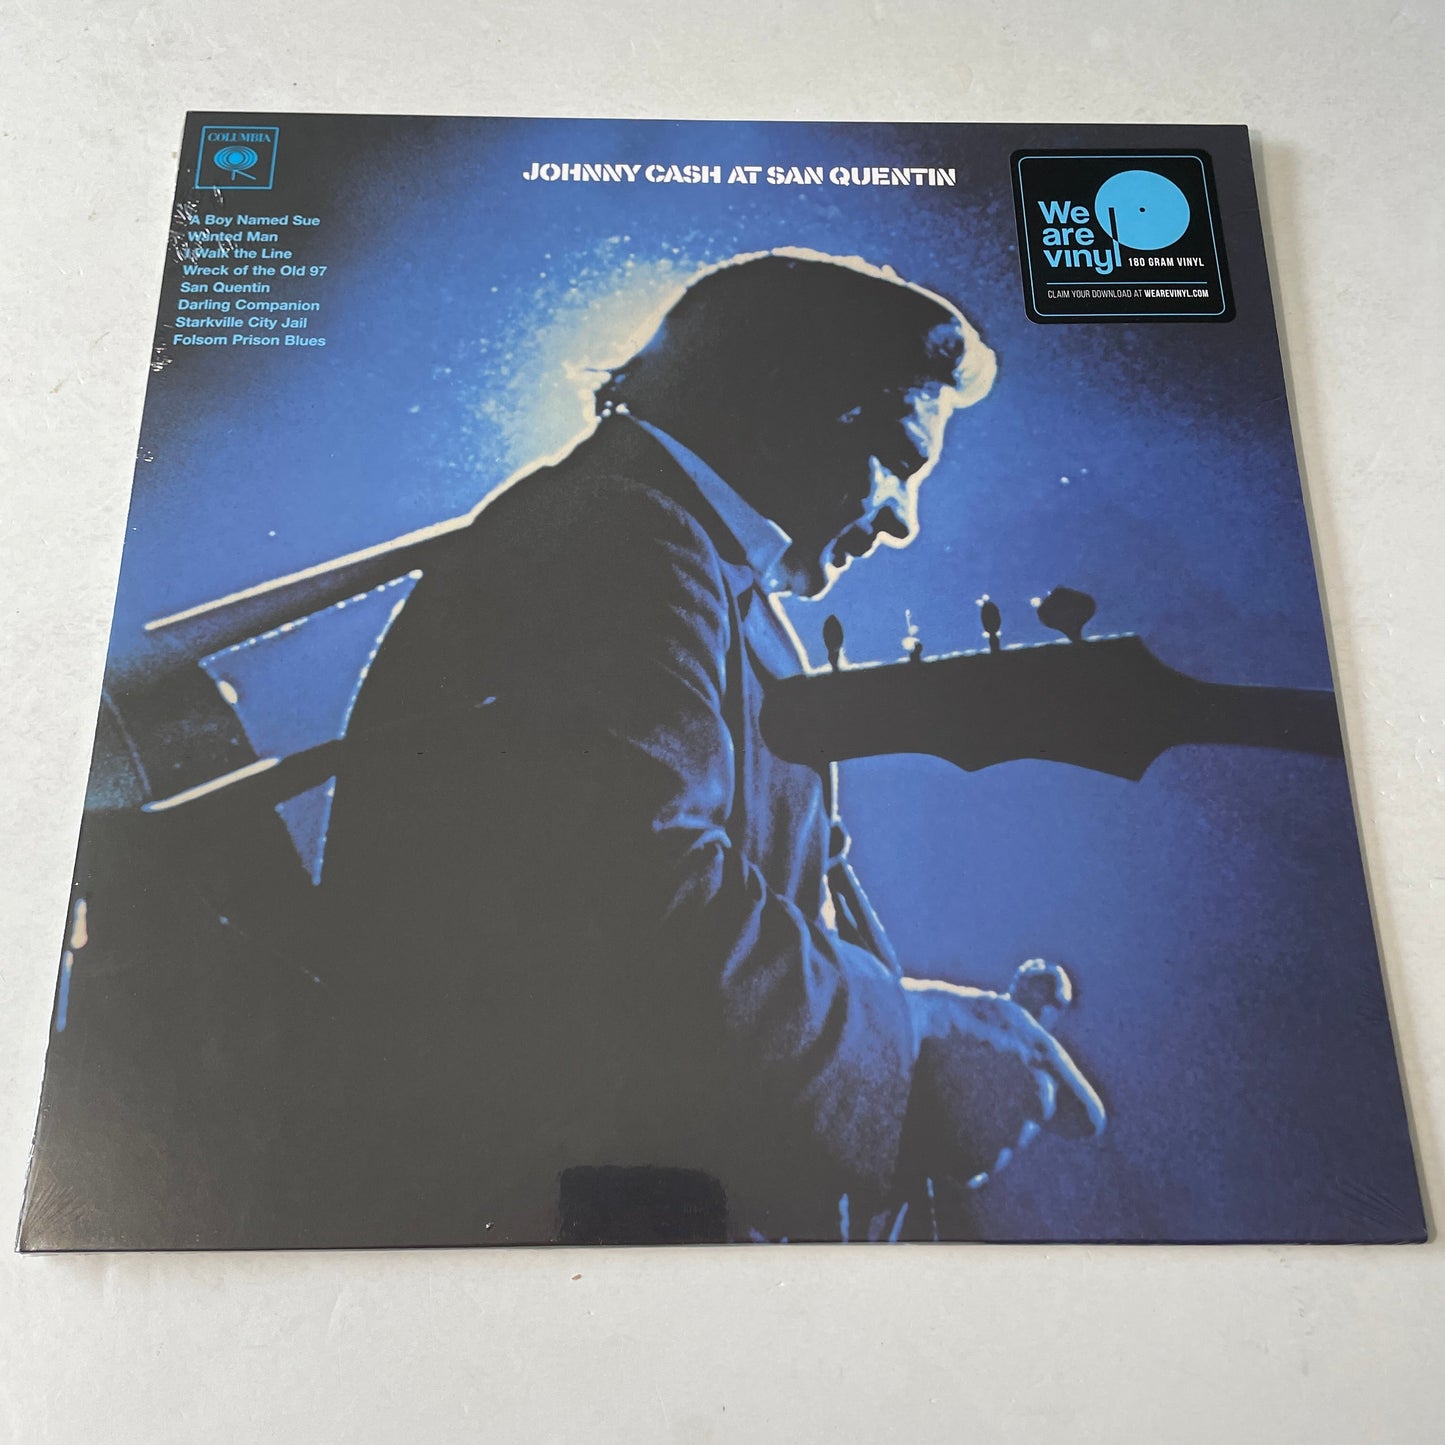 COLUMBIA
JOHNNY CASH AT SAN QUENTIN
A Boy Named Sue
Wanted Man
I Walk the Line
Wreck of the Old 97
San Quentin
Darling Companion
Starkville City Jail
Folsom Prison Blues
We
are
vinyl
180 GRAM VINYL
CLAIM YOUR DOWNLOAD AT WEAREVINYL.COM